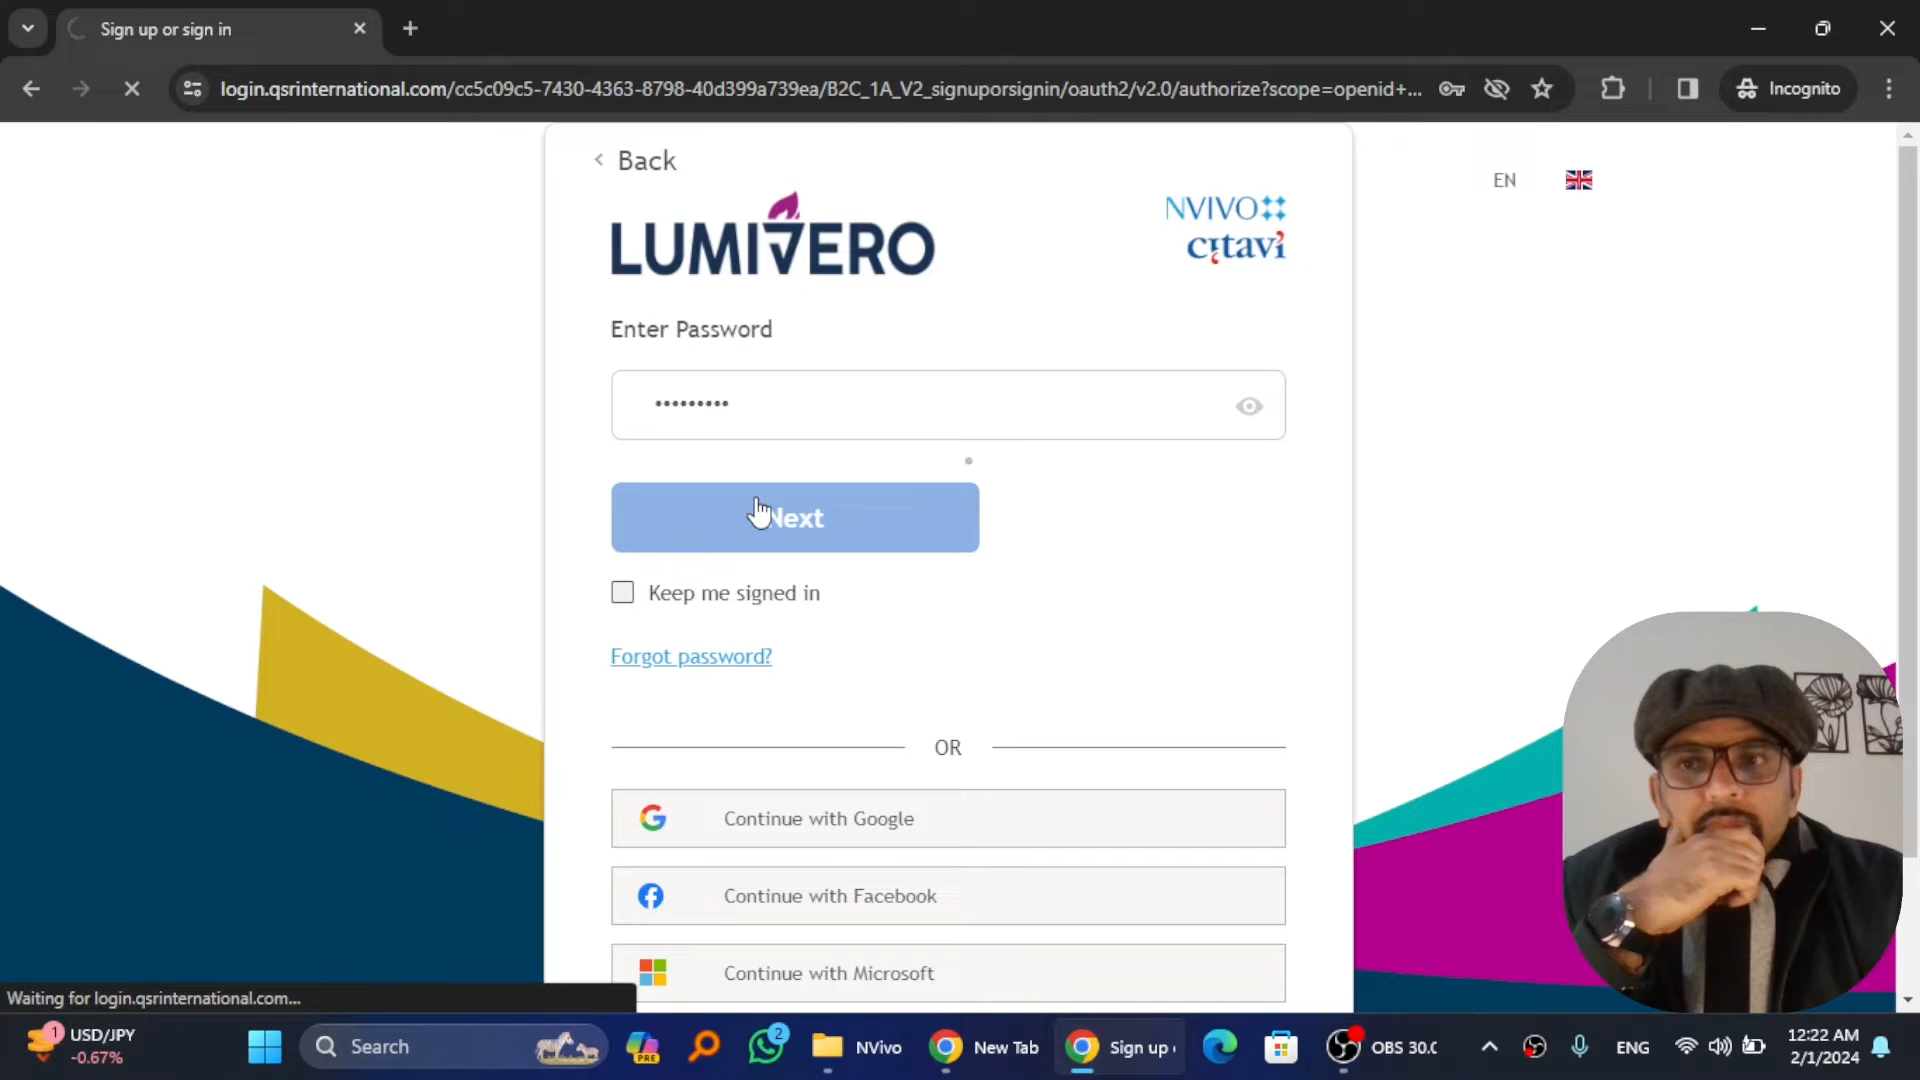 Sign up or sign in
login.qsrinternational.com/cc5c09c5-7430-4363-8798-40d399a739ea/B2C_1A_V2_signuporsignin/oauth2/v2.0/authorize?scope=openid+...
Incognito
Back
EN
LUMIVERO
NVIVO
citavi
Enter Password
•••••••••
Next
Keep me signed in
Forgot password?
OR
Continue with Google
Continue with Facebook
Continue with Microsoft
Waiting for login.qsrinternational.com...
1
USD/JPY
-0.67%
Search
PRE
2
NVivo
New Tab
Sign up
OBS 30.0
ENG
12:22 AM
2/1/2024